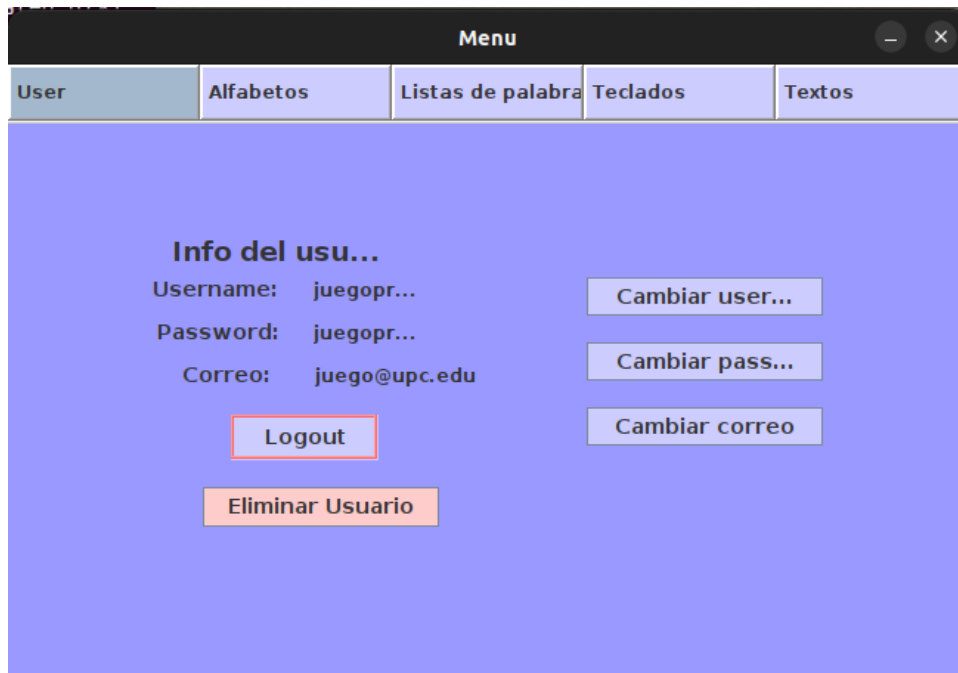 Menu
User Alfabetos Listas de palabra Teclados Textos
Info del usu...
Username: juegopr...
Password: juegopr...
Correo: juego@upc.edu
Logout
Eliminar Usuario
Cambiar user...
Cambiar pass...
Cambiar correo